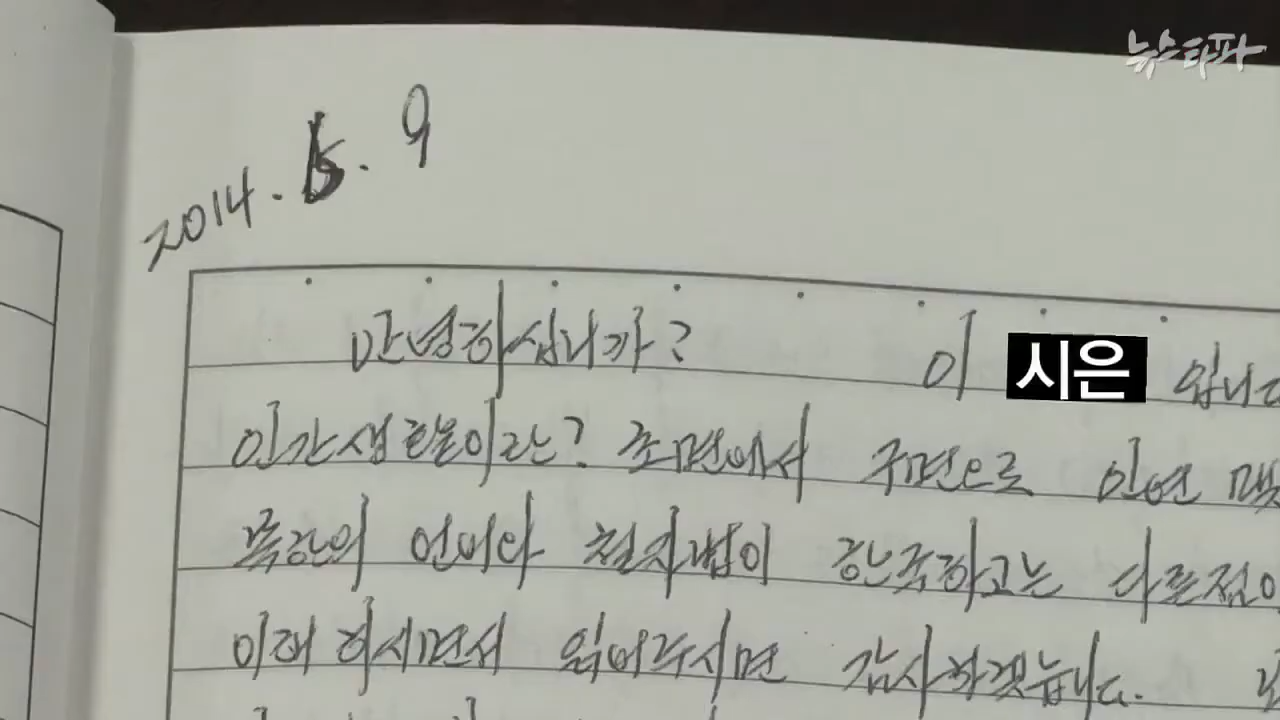 뉴스타파
2014. 5. 9
안녕하십니까? 이 시은 입니다
인간생활이란? 초면에서 구면으로 인연 맺
북한의 언어나 철자법이 한국하고는 다른점이
이해 하시면서 읽어주시면 감사하겠습니다.